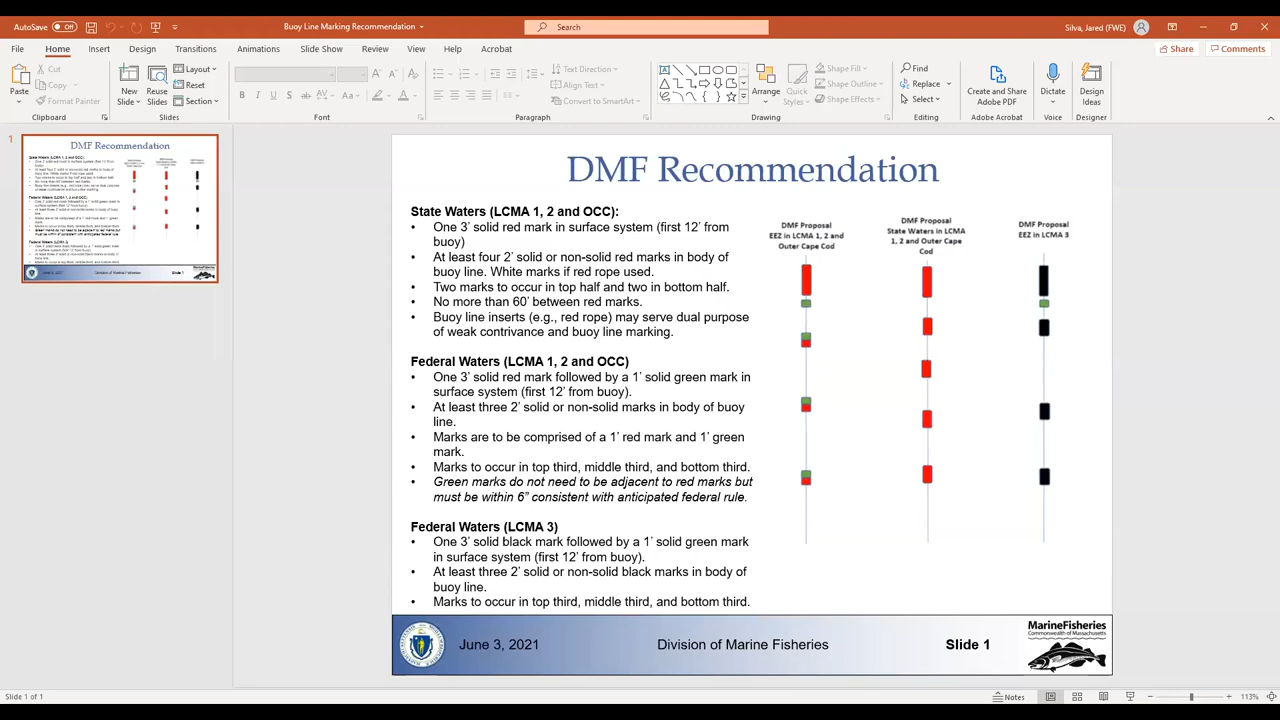 AutoSave Off
Buoy Line Marking Recommendation
Search
Silva, Jared (FWE)
File Home Insert Design Transitions Animations Slide Show Review View Help Acrobat
Share Comments
Paste
Cut
Copy
Format Painter
Clipboard
New Slide
Reuse Slides
Layout
Reset
Section
Slides
B I U S ab AV Aa A
Font
Text Direction
Align Text
Convert to SmartArt
Paragraph
Arrange
Quick Styles
Shape Fill
Shape Outline
Shape Effects
Drawing
Find
Replace
Select
Editing
Create and Share Adobe PDF
Adobe Acrobat
Dictate
Voice
Design Ideas
Designer
1
DMF Recommendation
State Waters (LCMA 1, 2 and OCC):
• One 3’ solid red mark in surface system (first 12’ from
buoy)
• At least four 2’ solid or non-solid red marks in body of
buoy line. White marks if red rope used.
• Two marks to occur in top half and two in bottom half.
• No more than 60’ between red marks.
• Buoy line inserts (e.g., red rope) may serve dual purpose
of weak contrivance and buoy line marking.
Federal Waters (LCMA 1, 2 and OCC)
• One 3’ solid red mark followed by a 1’ solid green mark in
surface system (first 12’ from buoy).
• At least three 2’ solid or non-solid marks in body of buoy
line.
• Marks are to be comprised of a 1’ red mark and 1’ green
mark.
• Marks to occur in top third, middle third, and bottom third.
• Green marks do not need to be adjacent to red marks but
must be within 6” consistent with anticipated federal rule.
Federal Waters (LCMA 3)
• One 3’ solid black mark followed by a 1’ solid green mark
in surface system (first 12’ from buoy).
• At least three 2’ solid or non-solid black marks in body of
buoy line.
• Marks to occur in top third, middle third, and bottom third.
DMF Proposal
EEZ in LCMA 1, 2 and
Outer Cape Cod
DMF Proposal
State Waters in LCMA
1, 2 and Outer Cape
Cod
DMF Proposal
EEZ in LCMA 3
June 3, 2021
Division of Marine Fisheries
Slide 1
MarineFisheries
Commonwealth of Massachusetts
Slide 1 of 1
Notes
113%